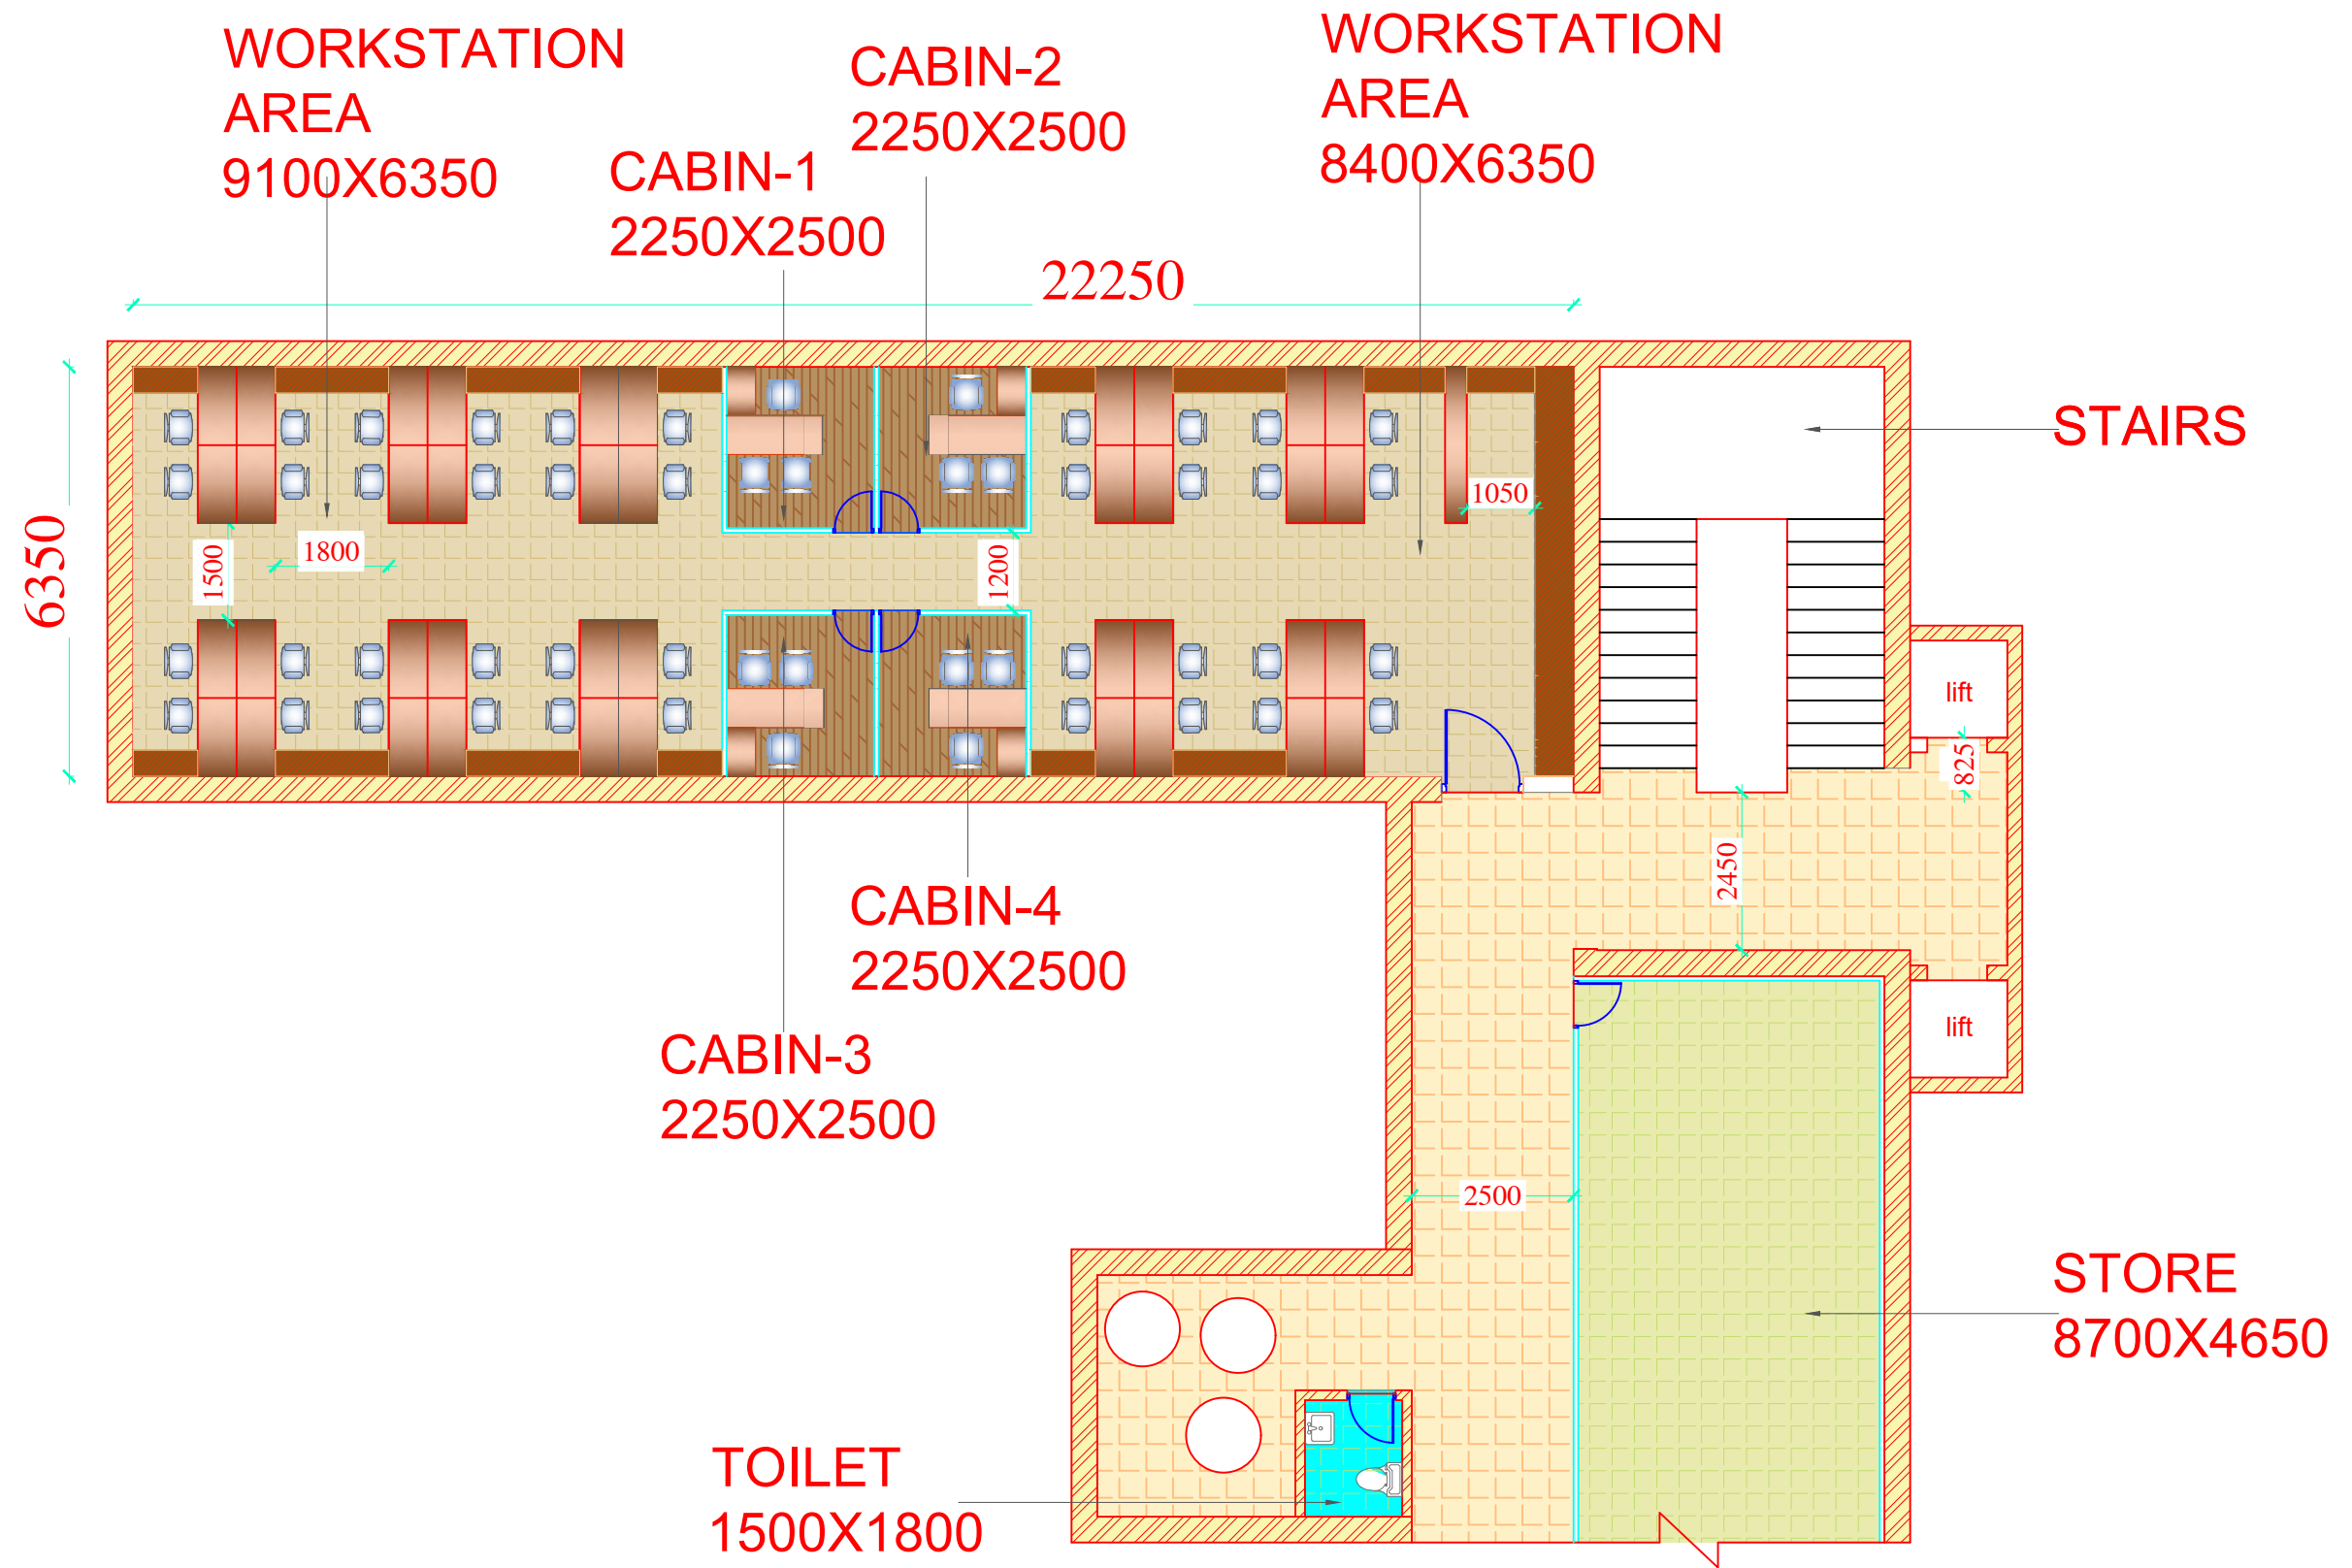 WORKSTATION
AREA
9100X6350
CABIN-1
2250X2500
CABIN-2
2250X2500
WORKSTATION
AREA
8400X6350
22250
6350
STAIRS
1050
1500
1800
1200
lift
825
2450
CABIN-4
2250X2500
CABIN-3
2250X2500
lift
2500
STORE
8700X4650
TOILET
1500X1800